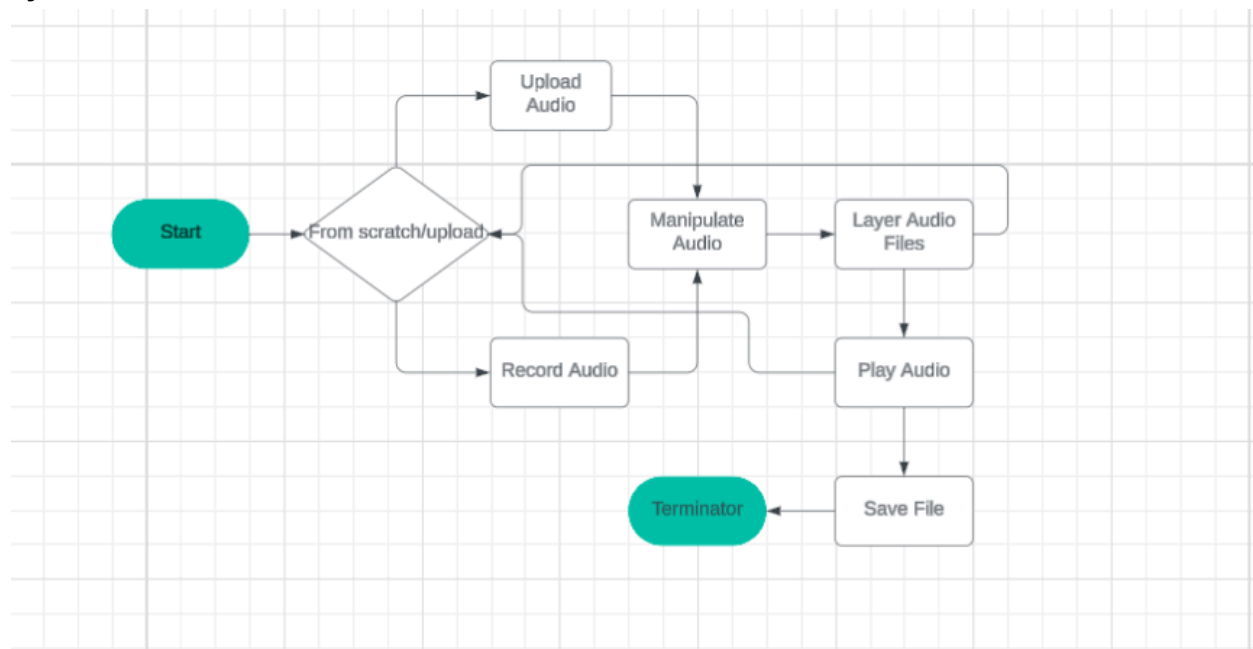 Upload
Audio
Start
From scratch/upload
Manipulate
Audio
Layer Audio
Files
Record Audio
Play Audio
Terminator
Save File